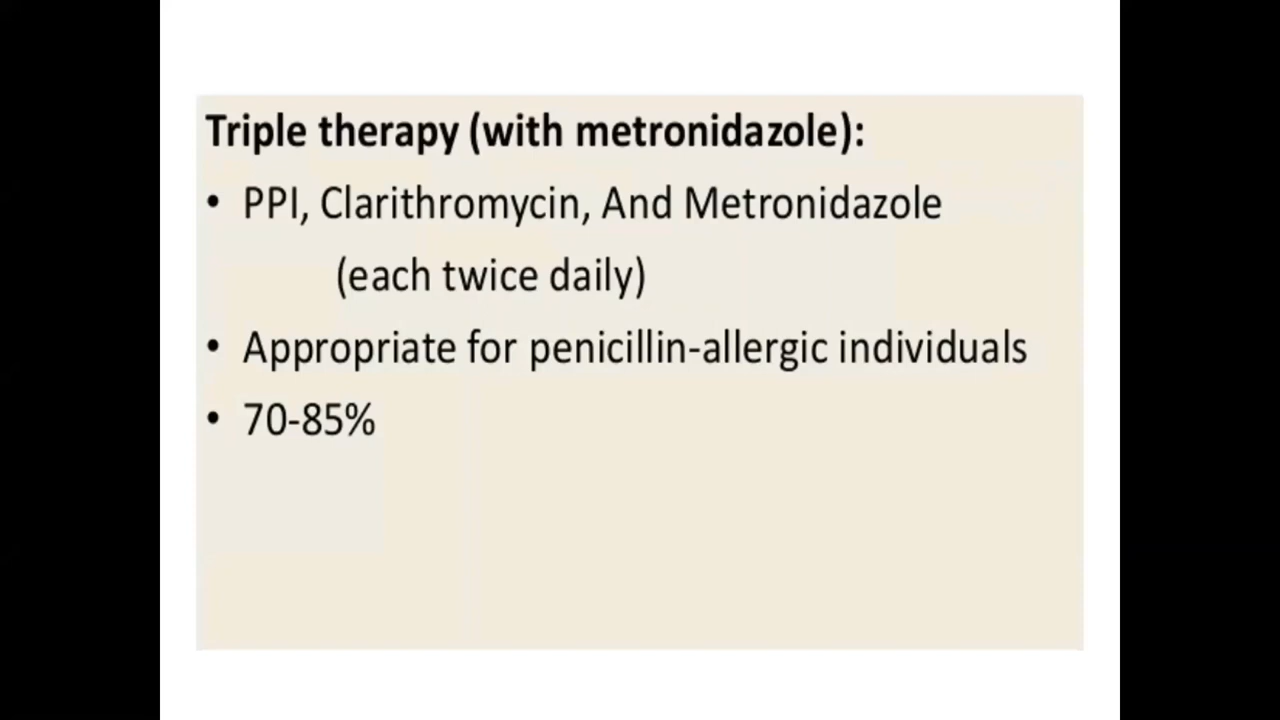 Triple therapy (with metronidazole):
• PPI, Clarithromycin, And Metronidazole
(each twice daily)
• Appropriate for penicillin-allergic individuals
• 70-85%